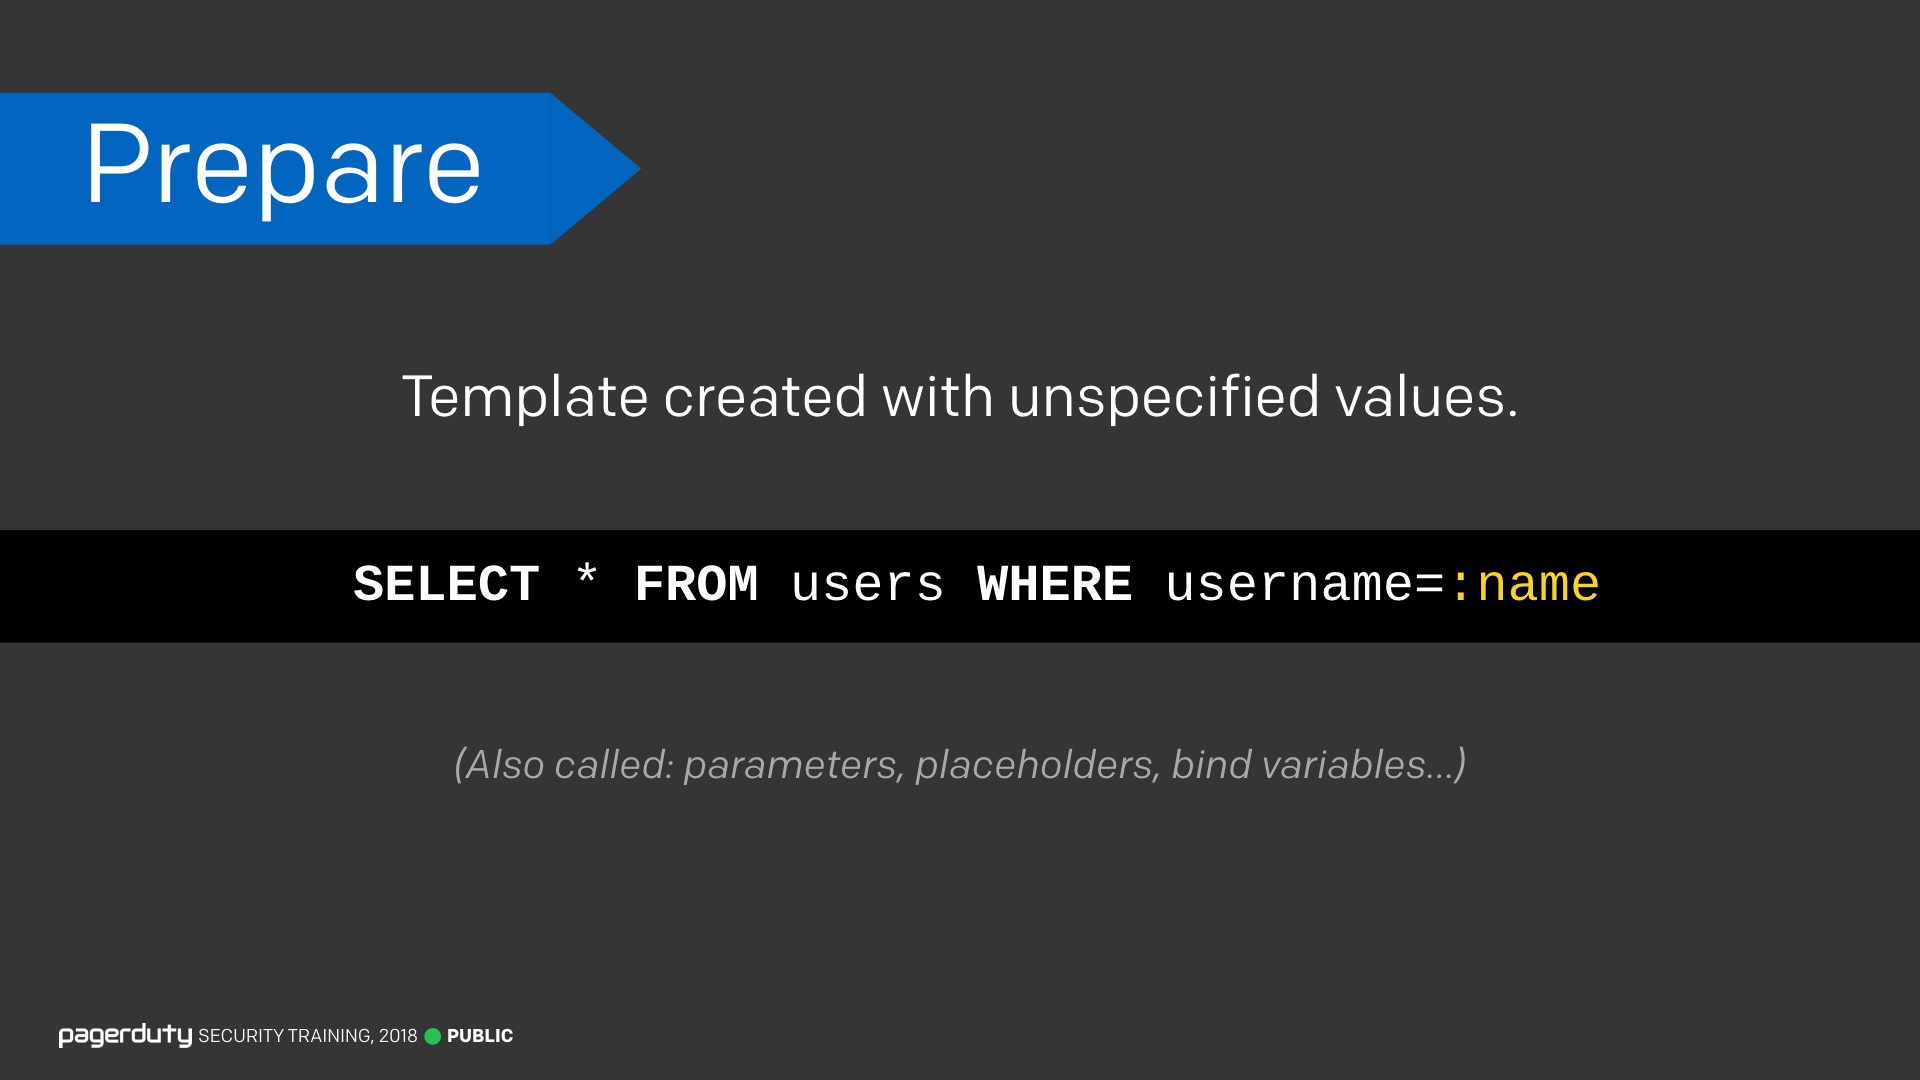 Prepare
Template created with unspecified values.
SELECT * FROM users WHERE username=:name
(Also called: parameters, placeholders, bind variables...)
pagerduty SECURITY TRAINING, 2018 PUBLIC